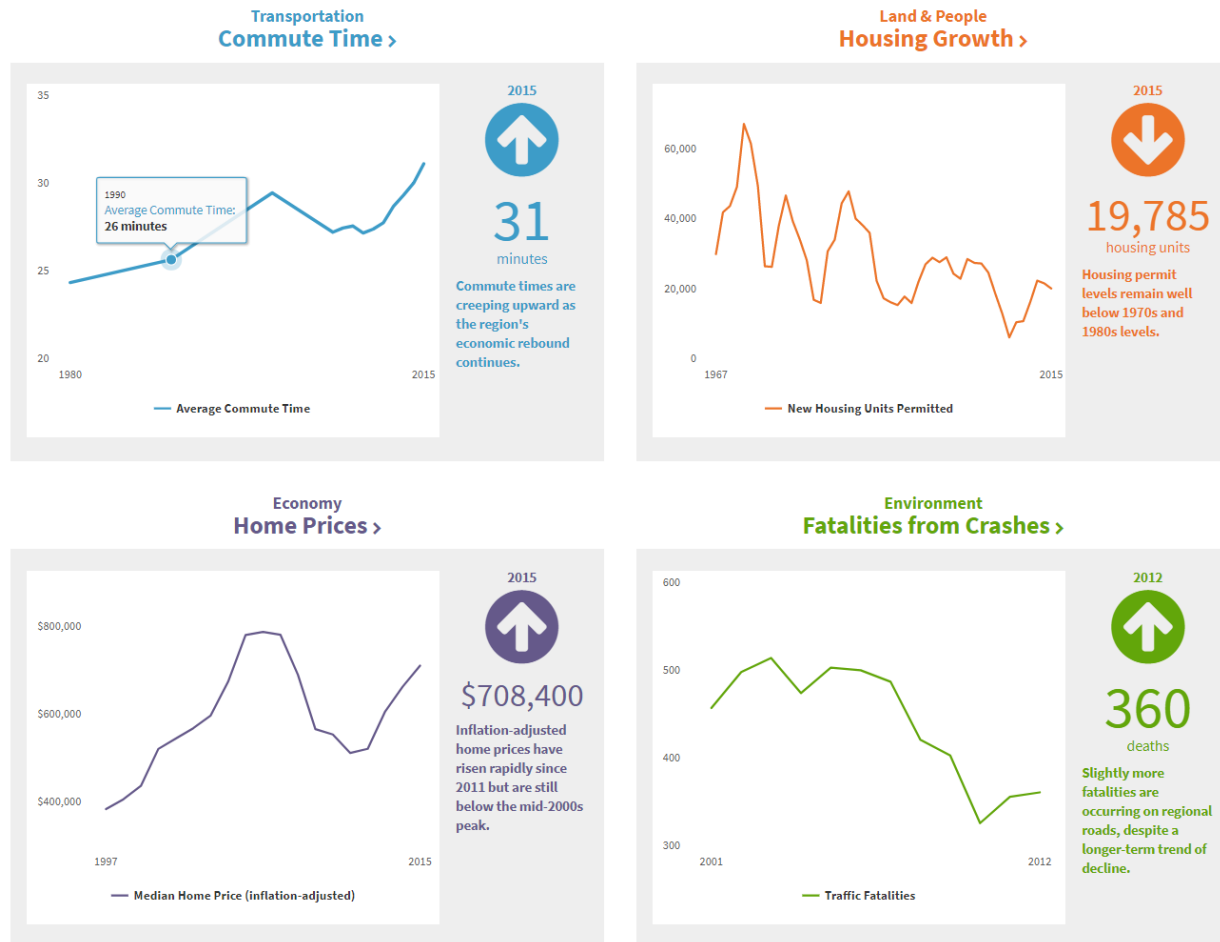 Transportation
Commute Time ›
35
30
25
20
1980
2015
1990
Average Commute Time:
26 minutes
Average Commute Time
2015
31
minutes
Commute times are
creeping upward as
the region's
economic rebound
continues.
Land & People
Housing Growth ›
60,000
40,000
20,000
0
1967
2015
New Housing Units Permitted
2015
19,785
housing units
Housing permit
levels remain well
below 1970s and
1980s levels.
Economy
Home Prices ›
$800,000
$600,000
$400,000
1997
2015
Median Home Price (inflation-adjusted)
2015
$708,400
Inflation-adjusted
home prices have
risen rapidly since
2011 but are still
below the mid-2000s
peak.
Environment
Fatalities from Crashes ›
600
500
400
300
2001
2012
Traffic Fatalities
2012
360
deaths
Slightly more
fatalities are
occurring on regional
roads, despite a
longer-term trend of
decline.